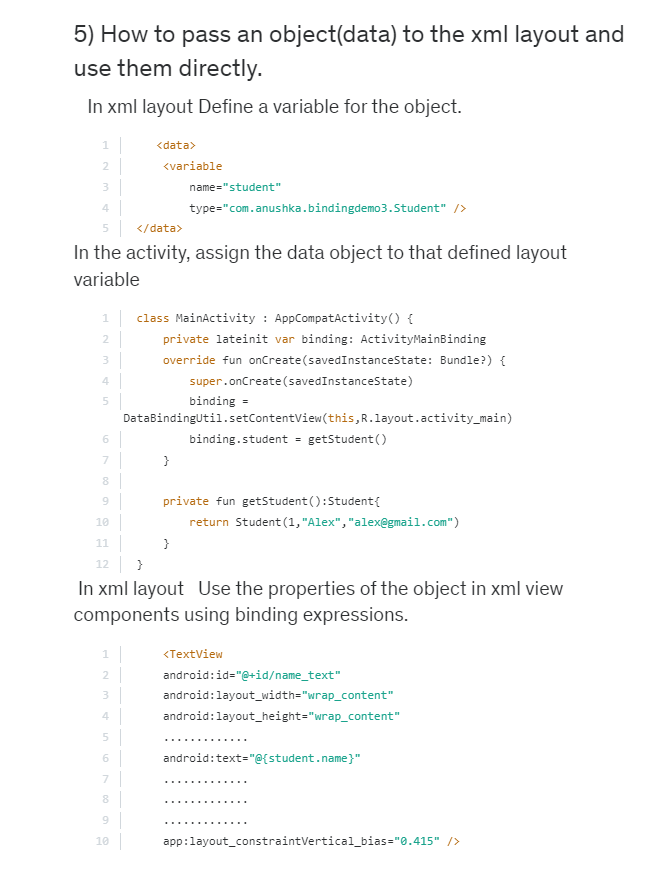 5) How to pass an object(data) to the xml layout and
use them directly.
In xml layout Define a variable for the object.
1 <data>
2 <variable
3 name="student"
4 type="com.anushka.bindingdemo3.Student" />
5 </data>
In the activity, assign the data object to that defined layout
variable
1 class MainActivity : AppCompatActivity() {
2 private lateinit var binding: ActivityMainBinding
3 override fun onCreate(savedInstanceState: Bundle?) {
4 super.onCreate(savedInstanceState)
5 binding =
DataBindingUtil.setContentView(this,R.layout.activity_main)
6 binding.student = getStudent()
7 }
8
9 private fun getStudent():Student{
10 return Student(1,"Alex","alex@gmail.com")
11 }
12 }
In xml layout Use the properties of the object in xml view
components using binding expressions.
1 <TextView
2 android:id="@+id/name_text"
3 android:layout_width="wrap_content"
4 android:layout_height="wrap_content"
5 .............
6 android:text="@{student.name}"
7 .............
8 .............
9 .............
10 app:layout_constraintVertical_bias="0.415" />